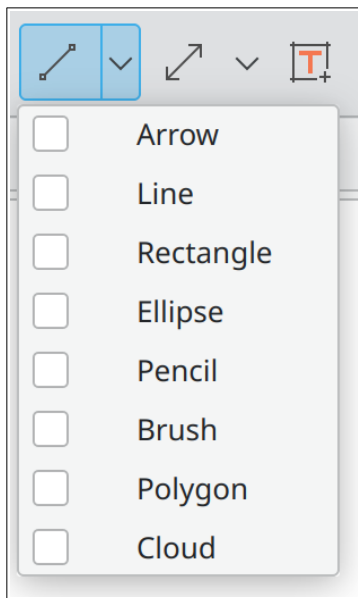 T
Arrow
Line
Rectangle
Ellipse
Pencil
Brush
Polygon
Cloud